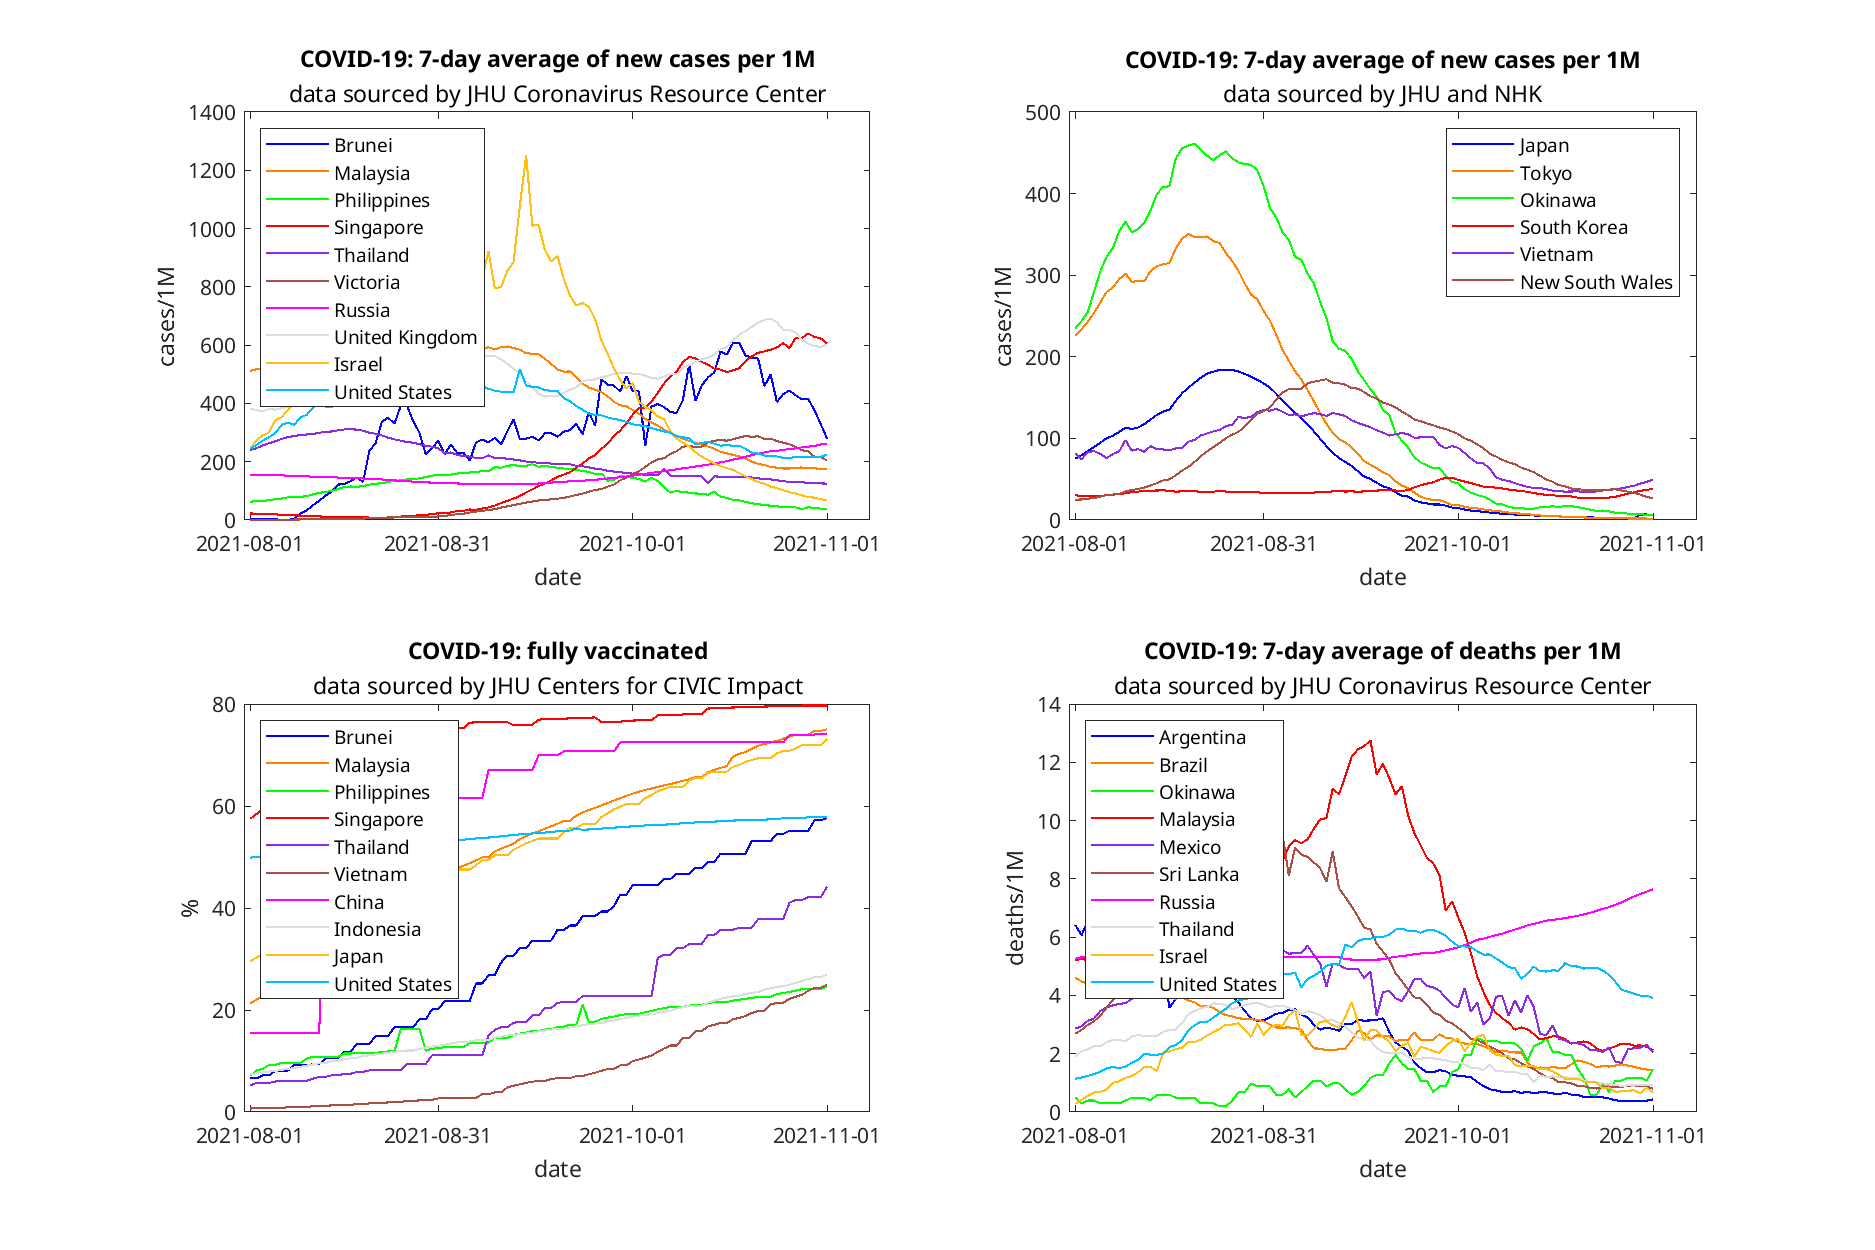 COVID-19: 7-day average of new cases per 1M
data sourced by JHU Coronavirus Resource Center
1400
1200
1000
800
600
400
200
0
cases/1M
Brunei
Malaysia
Philippines
Singapore
Thailand
Victoria
Russia
United Kingdom
Israel
United States
2021-08-01
2021-08-31
2021-10-01
2021-11-01
date
COVID-19: 7-day average of new cases per 1M
data sourced by JHU and NHK
500
400
300
200
100
0
cases/1M
Japan
Tokyo
Okinawa
South Korea
Vietnam
New South Wales
2021-08-01
2021-08-31
2021-10-01
2021-11-01
date
COVID-19: fully vaccinated
data sourced by JHU Centers for CIVIC Impact
80
60
40
20
0
%
Brunei
Malaysia
Philippines
Singapore
Thailand
Vietnam
China
Indonesia
Japan
United States
2021-08-01
2021-08-31
2021-10-01
2021-11-01
date
COVID-19: 7-day average of deaths per 1M
data sourced by JHU Coronavirus Resource Center
14
12
10
8
6
4
2
0
deaths/1M
Argentina
Brazil
Okinawa
Malaysia
Mexico
Sri Lanka
Russia
Thailand
Israel
United States
2021-08-01
2021-08-31
2021-10-01
2021-11-01
date